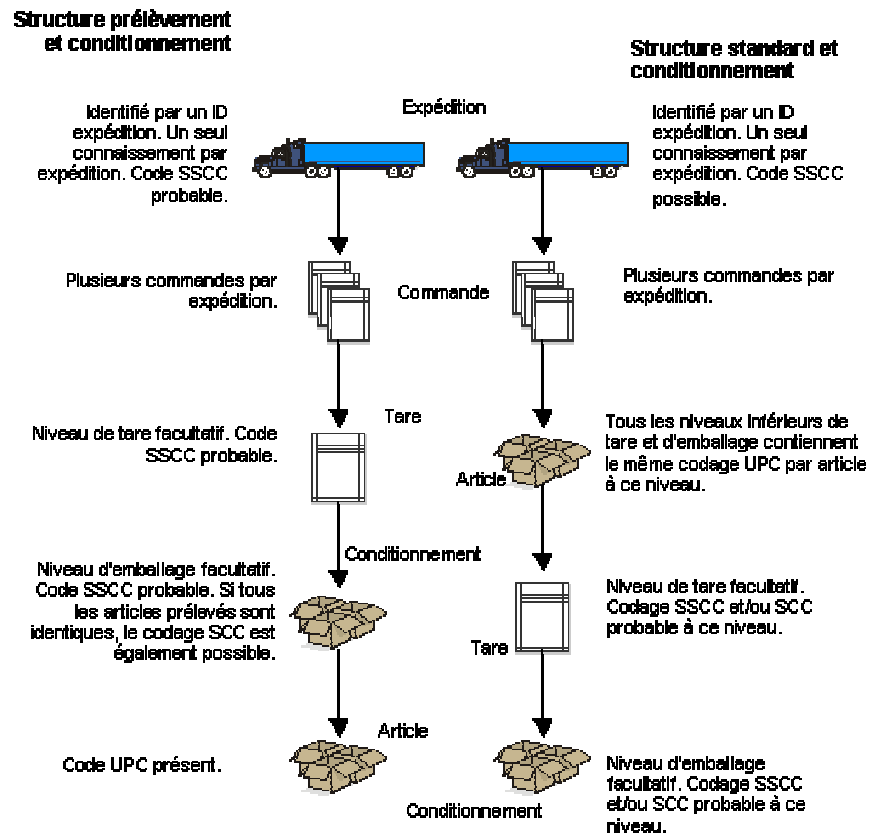 Structure prélèvement
et conditionnement
Structure standard et
conditionnement
Identifié par un ID
expédition. Un seul
connaissement par
expédition. Code SSCC
probable.
Expédition
Identifié par un ID
expédition. Un seul
connaissement par
expédition. Code SSCC
possible.
Plusieurs commandes par
expédition.
Commande
Plusieurs commandes par
expédition.
Niveau de tare facultatif. Code
SSCC probable.
Tare
Tous les niveaux inférieurs de
tare et d'emballage contiennent
le même codage UPC par article
à ce niveau.
Article
Niveau d'emballage facultatif.
Code SSCC probable. Si tous
les articles prélevés sont
identiques, le codage SCC est
également possible.
Conditionnement
Niveau de tare facultatif.
Codage SSCC et/ou SCC
probable à ce niveau.
Tare
Code UPC présent.
Article
Niveau d'emballage
facultatif. Codage SSCC
et/ou SCC probable à ce
niveau.
Conditionnement